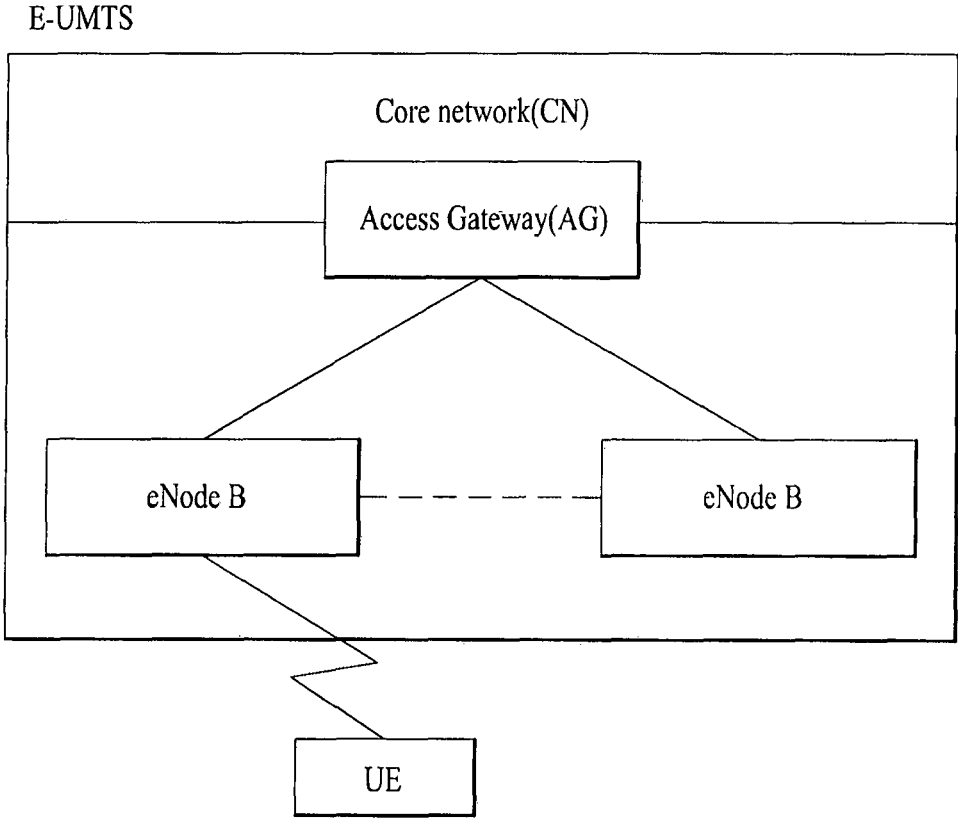 E-UMTS
Core network(CN)
Access Gateway(AG)
eNode B
eNode B
UE